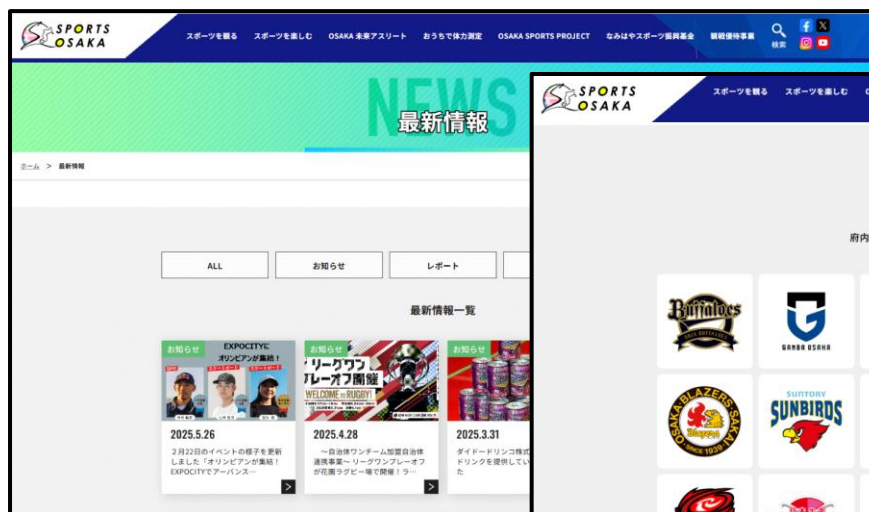 SPORTS
OSAKA
スポーツを観る スポーツを楽しむ OSAKA 未来アスリート おうちで体力測定 OSAKA SPORTS PROJECT なみはやスポーツ振興基金 観戦優待事業 検索
NEWS
最新情報
ホーム > 最新情報
ALL お知らせ レポート
最新情報一覧
お知らせ
EXPOCITYに
オリンピアンが集結！
2025.5.26
2月22日のイベントの様子を更新
しました「オリンピアンが集結！
EXPOCITYでアーバンス…
お知らせ
リーグワン
プレーオフ開催
WELCOME to RUGBY!
2025.4.28
～自治体ワンチーム加盟自治体
連携事業～ リーグワンプレーオフ
が花園ラグビー場で開催！ラ…
お知らせ
2025.3.31
ダイドードリンコ株式
ドリンクを提供してい
た
SPORTS
OSAKA
スポーツを観る スポーツを楽しむ
府内
Buffaloes
GAMBA OSAKA
OSAKA BLAZERS SAKAI
Blazers
SINCE 1939
SUNTORY
SUNBIRDS